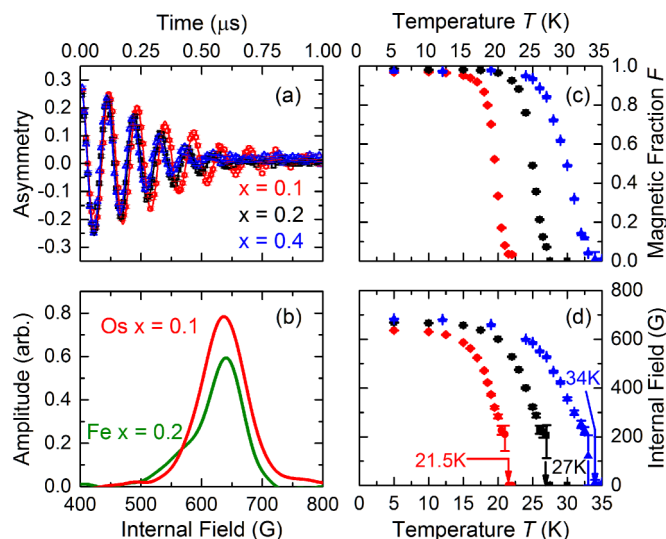 Time (μs)
0.00 0.25 0.50 0.75 1.00
Temperature T (K)
0 5 10 15 20 25 30 35
Asymmetry
0.3
0.2
0.1
0.0
-0.1
-0.2
-0.3
(a)
x = 0.1
x = 0.2
x = 0.4
(c)
1.0
0.8
0.6
0.4
0.2
0.0
Magnetic Fraction F
Amplitude (arb.)
0.8
0.6
0.4
0.2
0.0
(b)
Os x = 0.1
Fe x = 0.2
400 500 600 700 800
Internal Field (G)
(d)
34K
21.5K
27K
800
600
400
200
0
Internal Field (G)
0 5 10 15 20 25 30 35
Temperature T (K)